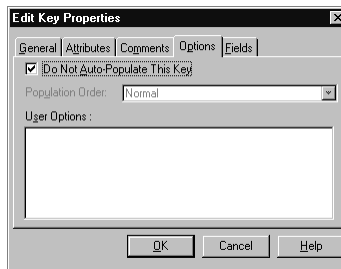 Edit Key Properties
General Attributes Comments Options Fields
Do Not Auto-Populate This Key
Population Order: Normal
User Options :
OK Cancel Help